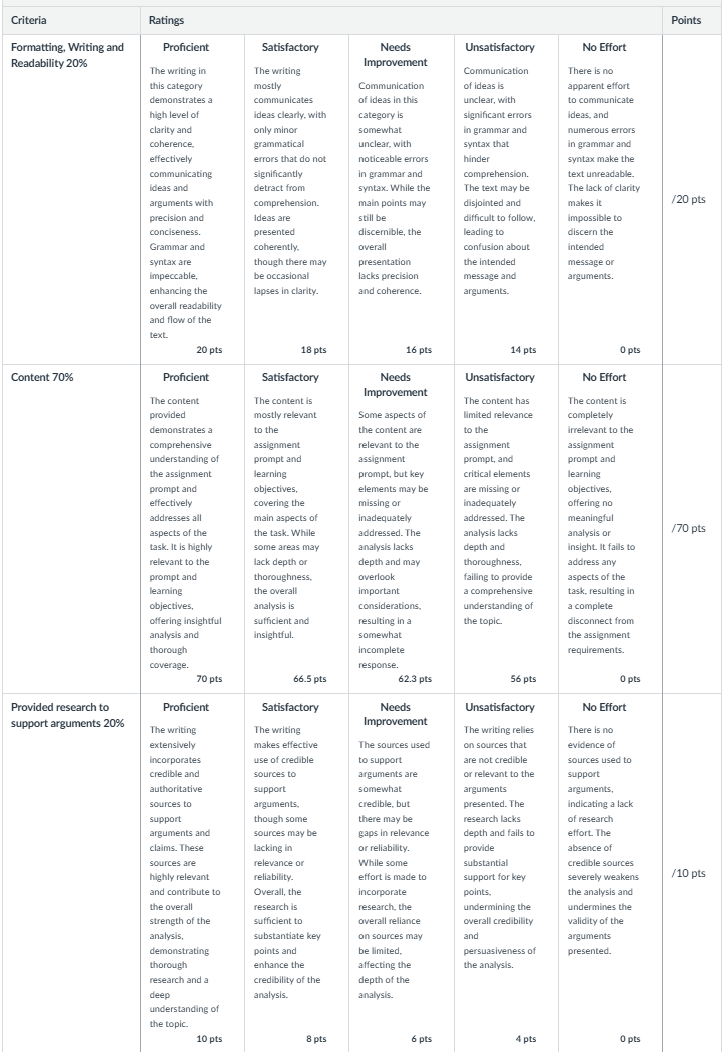 Criteria Ratings Points
Formatting, Writing and
Readability 20%
Proficient
The writing in
this category
demonstrates a
high level of
clarity and
coherence,
effectively
communicating
ideas and
arguments with
precision and
conciseness.
Grammar and
syntax are
impeccable,
enhancing the
overall readability
and flow of the
text.
20 pts
Satisfactory
The writing
mostly
communicates
ideas clearly, with
only minor
grammatical
errors that do not
significantly
detract from
comprehension.
Ideas are
presented
coherently,
though there may
be occasional
lapses in clarity.
18 pts
Needs
Improvement
Communication
of ideas in this
category is
somewhat
unclear, with
noticeable errors
in grammar and
syntax. While the
main points may
still be
discernible, the
overall
presentation
lacks precision
and coherence.
16 pts
Unsatisfactory
Communication
of ideas is
unclear, with
significant errors
in grammar and
syntax that
hinder
comprehension.
The text may be
disjointed and
difficult to follow,
leading to
confusion about
the intended
message and
arguments.
14 pts
No Effort
There is no
apparent effort
to communicate
ideas, and
numerous errors
in grammar and
syntax make the
text unreadable.
The lack of clarity
makes it
impossible to
discern the
intended
message or
arguments.
0 pts
/20 pts
Content 70%
Proficient
The content
provided
demonstrates a
comprehensive
understanding of
the assignment
prompt and
effectively
addresses all
aspects of the
task. It is highly
relevant to the
prompt and
learning
objectives,
offering insightful
analysis and
thorough
coverage.
70 pts
Satisfactory
The content is
mostly relevant
to the
assignment
prompt and
learning
objectives,
covering the
main aspects of
the task. While
some areas may
lack depth or
thoroughness,
the overall
analysis is
sufficient and
insightful.
66.5 pts
Needs
Improvement
Some aspects of
the content are
relevant to the
assignment
prompt, but key
elements may be
missing or
inadequately
addressed. The
analysis lacks
depth and may
overlook
important
considerations,
resulting in a
somewhat
incomplete
response.
62.3 pts
Unsatisfactory
The content has
limited relevance
to the
assignment
prompt, and
critical elements
are missing or
inadequately
addressed. The
analysis lacks
depth and
thoroughness,
failing to provide
a comprehensive
understanding of
the topic.
56 pts
No Effort
The content is
completely
irrelevant to the
assignment
prompt and
learning
objectives,
offering no
meaningful
analysis or
insight. It fails to
address any
aspects of the
task, resulting in
a complete
disconnect from
the assignment
requirements.
0 pts
/70 pts
Provided research to
support arguments 20%
Proficient
The writing
extensively
incorporates
credible and
authoritative
sources to
support
arguments and
claims. These
sources are
highly relevant
and contribute to
the overall
strength of the
analysis,
demonstrating
thorough
research and a
deep
understanding of
the topic.
10 pts
Satisfactory
The writing
makes effective
use of credible
sources to
support
arguments,
though some
sources may be
lacking in
relevance or
reliability.
Overall, the
research is
sufficient to
substantiate key
points and
enhance the
credibility of the
analysis.
8 pts
Needs
Improvement
The sources used
to support
arguments are
somewhat
credible, but
there may be
gaps in relevance
or reliability.
While some
effort is made to
incorporate
research, the
overall reliance
on sources may
be limited,
affecting the
depth of the
analysis.
6 pts
Unsatisfactory
The writing relies
on sources that
are not credible
or relevant to the
arguments
presented. The
research lacks
depth and fails to
provide
substantial
support for key
points,
undermining the
overall credibility
and
persuasiveness of
the analysis.
4 pts
No Effort
There is no
evidence of
sources used to
support
arguments,
indicating a lack
of research
effort. The
absence of
credible sources
severely weakens
the analysis and
undermines the
validity of the
arguments
presented.
0 pts
/10 pts